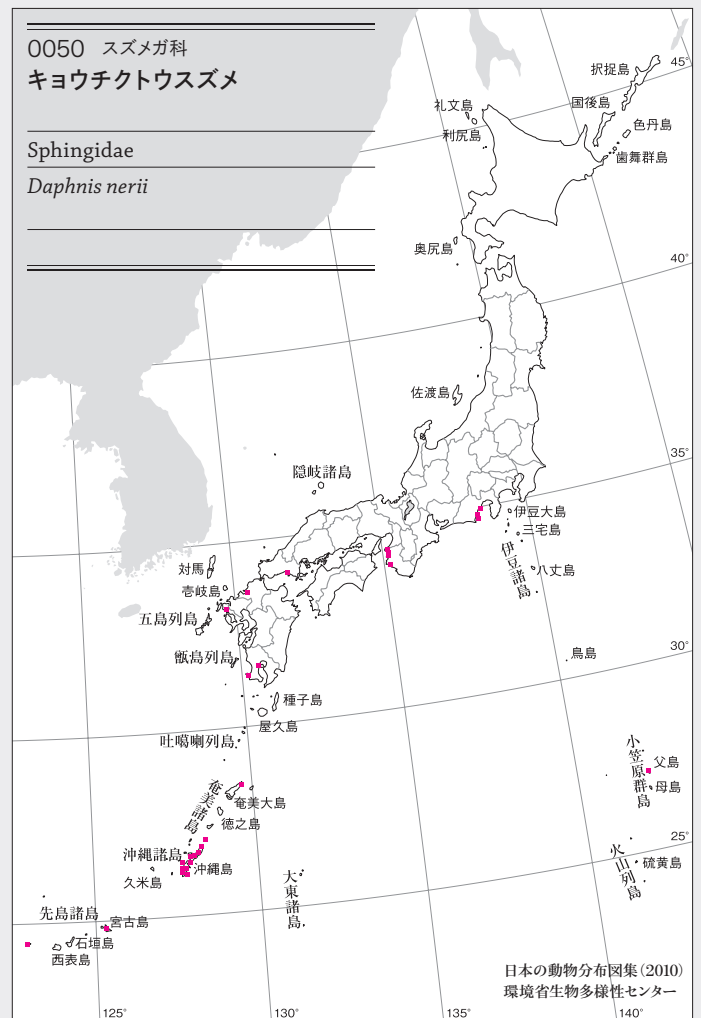 0050 スズメガ科
キョウチクトウスズメ
Sphingidae
Daphnis nerii
択捉島
45°
国後島
礼文島
色丹島
利尻島
歯舞群島
奥尻島
40°
佐渡島
35°
隠岐諸島
伊豆大島
三宅島
伊豆諸島
八丈島
対馬
壱岐島
五島列島
甑島列島
鳥島
30°
種子島
屋久島
吐噶喇列島
小笠原群島
父島
母島
奄美諸島
奄美大島
徳之島
25°
沖縄諸島
沖縄島
久米島
火山列島
硫黄島
大東諸島
先島諸島
宮古島
石垣島
西表島
日本の動物分布図集(2010)
環境省生物多様性センター
125°
130°
135°
140°